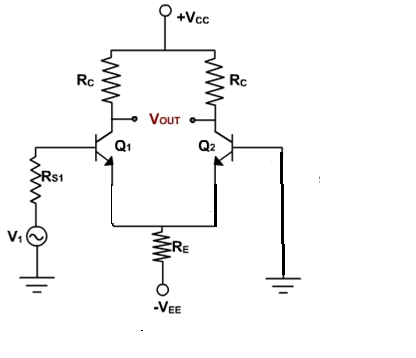 +VCC
RC
RC
VOUT
Q1
Q2
RS1
V1
RE
-VEE